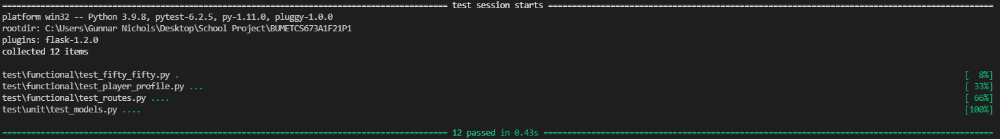 ============================================================================================= test session starts =============================================================================================
platform win32 -- Python 3.9.8, pytest-6.2.5, py-1.11.0, pluggy-1.0.0
rootdir: C:\Users\Gunnar Nichols\Desktop\School Project\BUMETCS673A1F21P1
plugins: flask-1.2.0
collected 12 items
test\functional\test_fifty_fifty.py . [  8%]
test\functional\test_player_profile.py ... [ 33%]
test\functional\test_routes.py .... [ 66%]
test\unit\test_models.py .... [100%]
============================================================================================= 12 passed in 0.43s ==============================================================================================